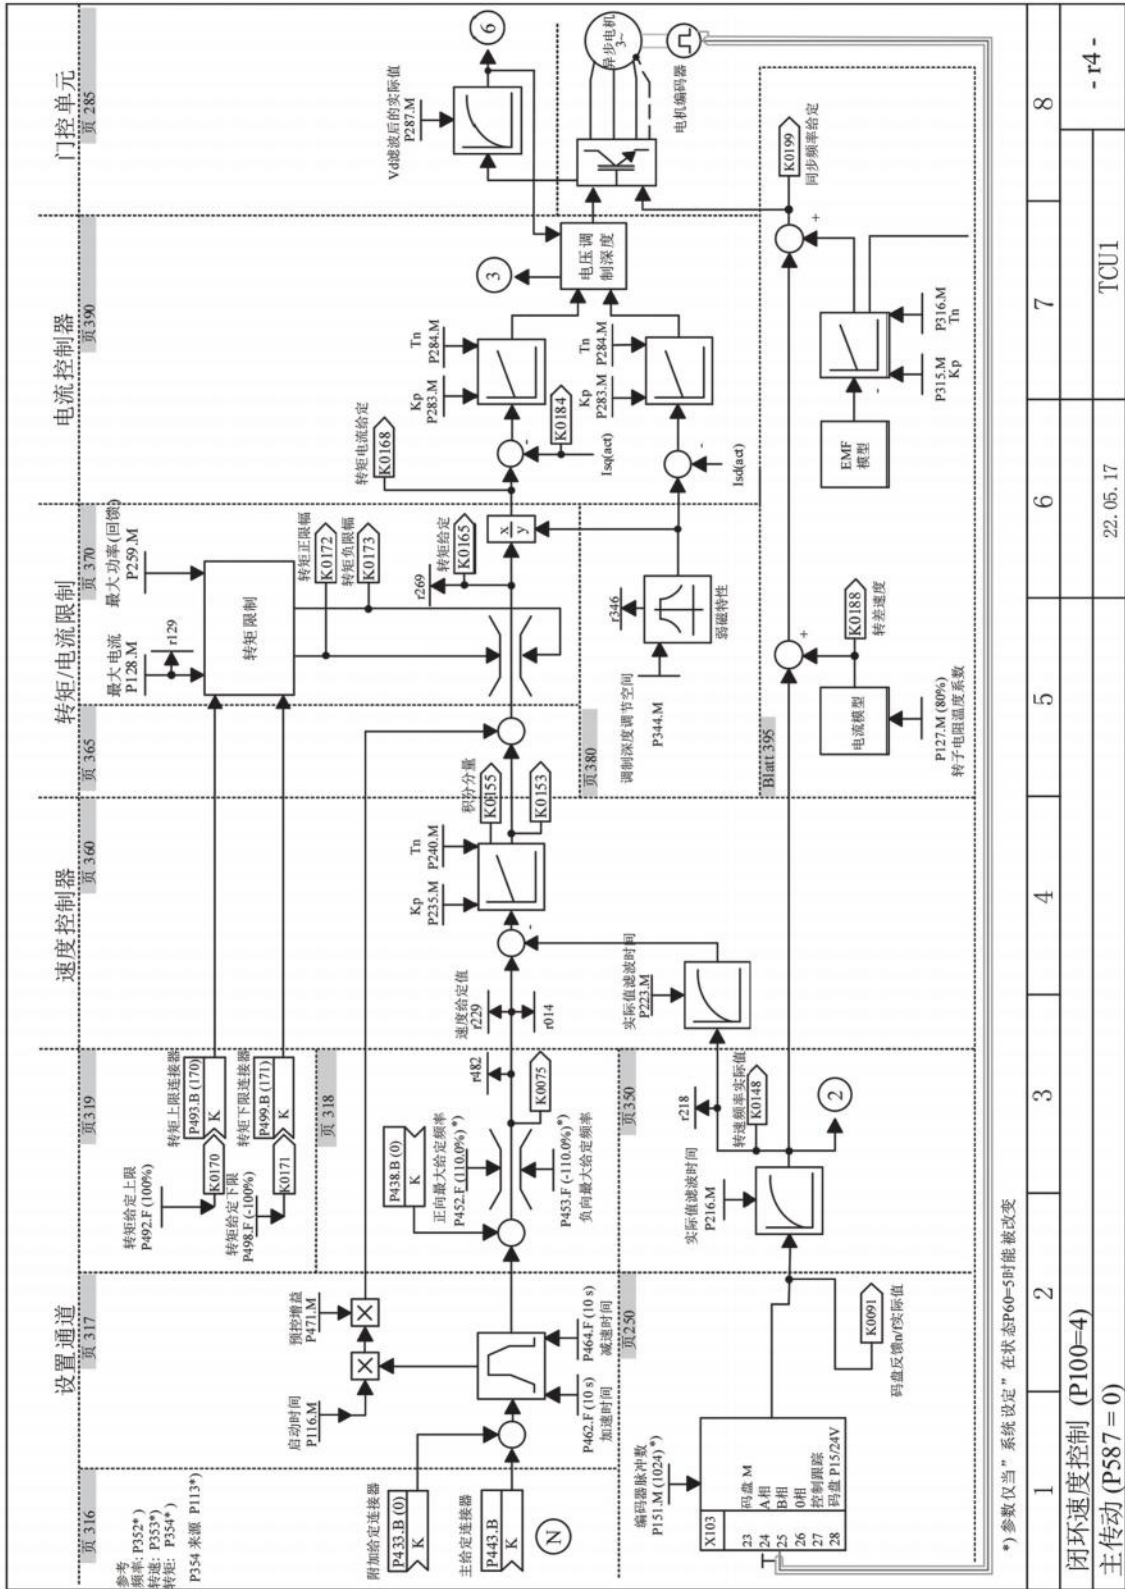 设置通道
速度控制器
转矩/电流限制
电流控制器
门控单元
页 316
页 317
页319
页 318
页 360
页 365
页 370
页390
页 285
参考
频率: P352*)
转速: P353*)
转矩: P354*)
P354 来源 P113*)
附加给定连接器
P433.B (0)
K
主给定连接器
P443.B
K
N
启动时间
P116.M
预控增益
P471.M
P462.F (10 s)
加速时间
P464.F (10 s)
减速时间
转矩给定上限
P492.F (100%)
K0170
转矩上限连接器
P493.B (170)
K
转矩给定下限
P498.F (-100%)
K0171
转矩下限连接器
P499.B (171)
K
P438.B (0)
K
正向最大给定频率
P452.F (110.0%)*)
P453.F (-110.0%)*)
负向最大给定频率
r482
K0075
速度给定值
r229
r014
Kp
P235.M
Tn
P240.M
积分分量
K0155
K0153
实际值滤波时间
P223.M
最大电流
P128.M
r129
最大功率(回馈)
P259.M
转矩限制
转矩正限幅
K0172
转矩负限幅
K0173
r269
转矩给定
K0165
x
y
转矩电流给定
K0168
页380
调制深度调节空间
P344.M
r346
弱磁特性
Kp
P283.M
Tn
P284.M
K0184
Isq(act)
Kp
P283.M
Tn
P284.M
Isd(act)
3
电压调
制深度
Vd滤波后的实际值
P287.M
6
异步电机
3~
电机编码器
页250
编码器脉冲数
P151.M (1024)*)
X103
23 码盘 M
24 A相
25 B相
26 0相
27 控制跟踪
28 码盘 P15/24V
K0091
码盘反馈n/f实际值
页350
实际值滤波时间
P216.M
r218
转速频率实际值
K0148
2
Blatt 395
电流模型
P127.M (80%)
转子电阻温度系数
K0188
转差速度
EMF
模型
P315.M
Kp
P316.M
Tn
K0199
同步频率给定
*) 参数仅当"系统设定"在状态P60=5时能被改变
1 2 3 4 5 6 7 8
闭环速度控制 (P100=4)
主传动 (P587 = 0)
22.05.17
TCU1
- r4 -